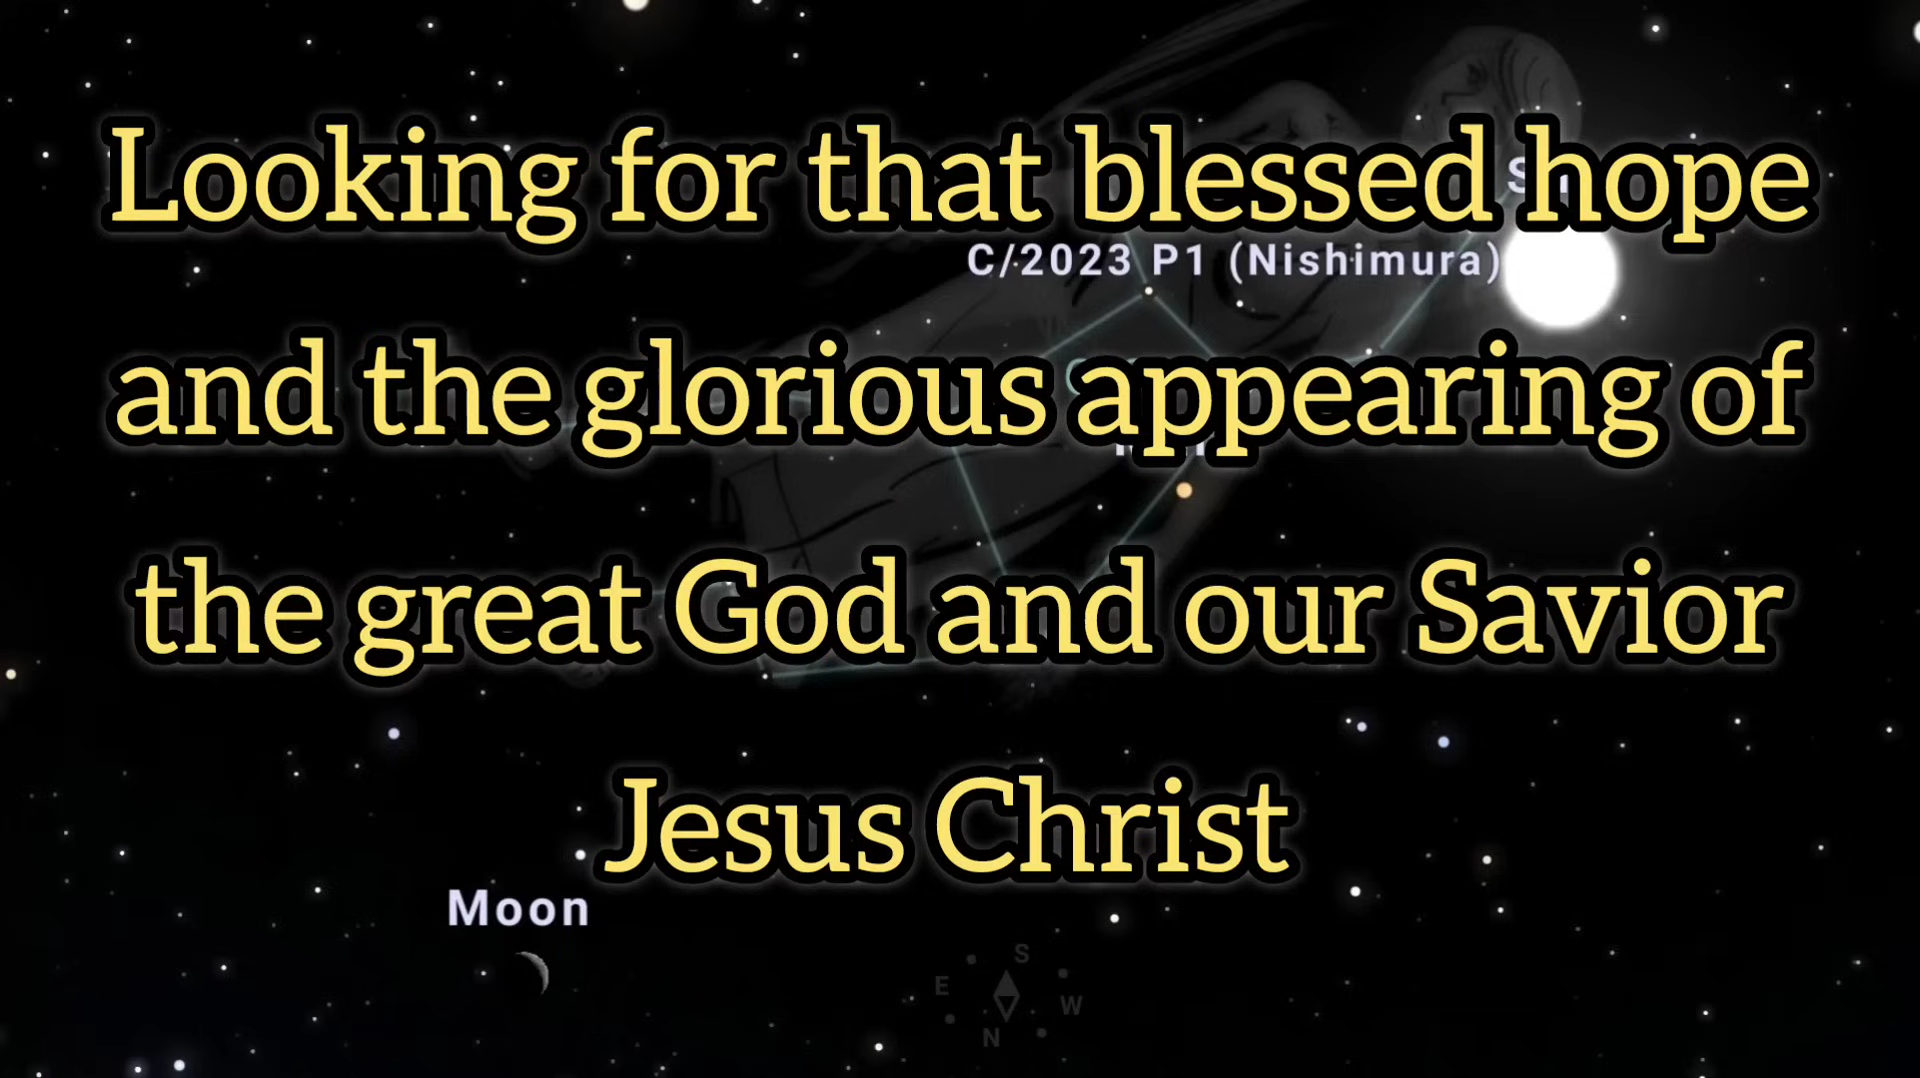 Looking for that blessed hope
C/2023 P1 (Nishimura)
and the glorious appearing of
the great God and our Savior
Jesus Christ
Moon
S
E
W
N